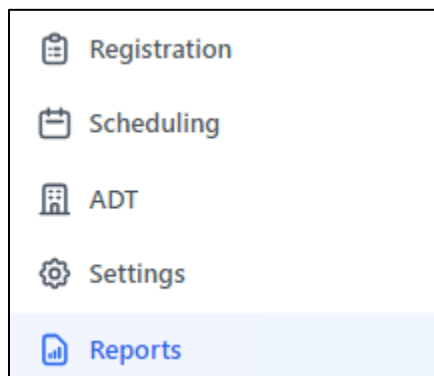 Registration
Scheduling
ADT
Settings
Reports